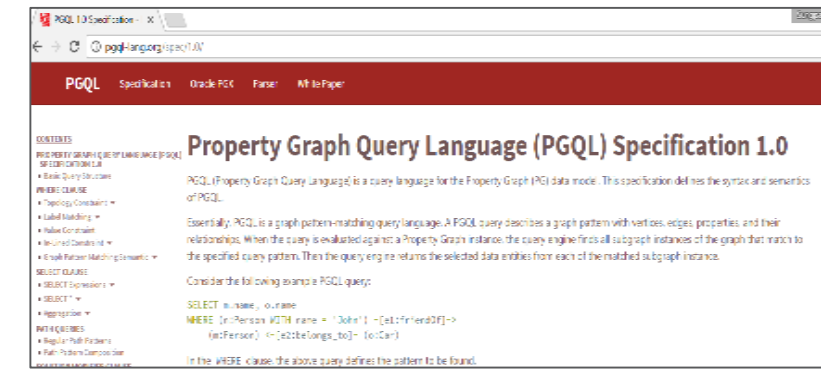 PGQL 1.0 Specification -
pgql-lang.org/spec/1.0/
PGQL Specification Oracle PGX Parser White Paper
CONTENTS
PROPERTY GRAPH QUERY LANGUAGE (PGQL)
SPECIFICATION 1.0
Basic Query Structure
WHERE CLAUSE
Topology Constraint
Label Matching
Value Constraint
In-Lined Constraint
Graph Pattern Matching Semantic
SELECT CLAUSE
SELECT Expressions
SELECT *
Aggregation
PATH QUERIES
Regular Path Patterns
Path Pattern Composition
Property Graph Query Language (PGQL) Specification 1.0
PGQL (Property Graph Query Language) is a query language for the Property Graph (PG) data model. This specification defines the syntax and semantics
of PGQL.
Essentially, PGQL is a graph pattern-matching query language. A PGQL query describes a graph pattern with vertices, edges, properties, and their
relationships. When the query is evaluated against a Property Graph instance, the query engine finds all subgraph instances of the graph that match to
the specified query pattern. Then the query engine returns the selected data entities from each of the matched subgraph instance.
Consider the following example PGQL query:
SELECT m.name, o.name
WHERE (n:Person WITH name = 'John') -[e1:friendOf]->
(m:Person) <-[e2:belongs_to]- (o:Car)
In the WHERE clause, the above query defines the pattern to be found.